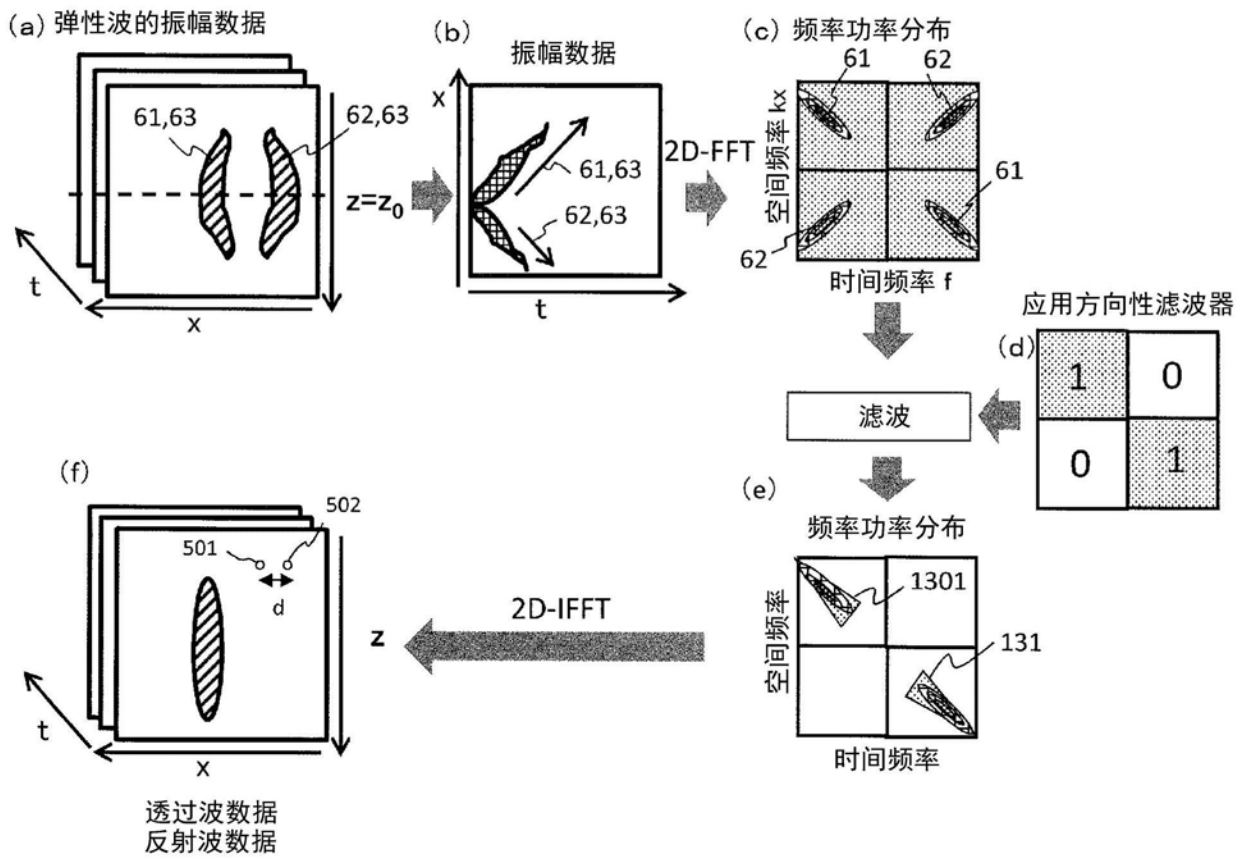 (a) 弹性波的振幅数据
61,63
62,63
z=z₀
t
x
(b)
振幅数据
x
61,63
62,63
t
2D-FFT
(c) 频率功率分布
61
62
空间频率 kx
61
62
时间频率 f
应用方向性滤波器
(d)
1
0
0
1
滤波
(e)
频率功率分布
1301
131
空间频率
时间频率
2D-IFFT
(f)
502
501
d
z
t
x
透过波数据
反射波数据